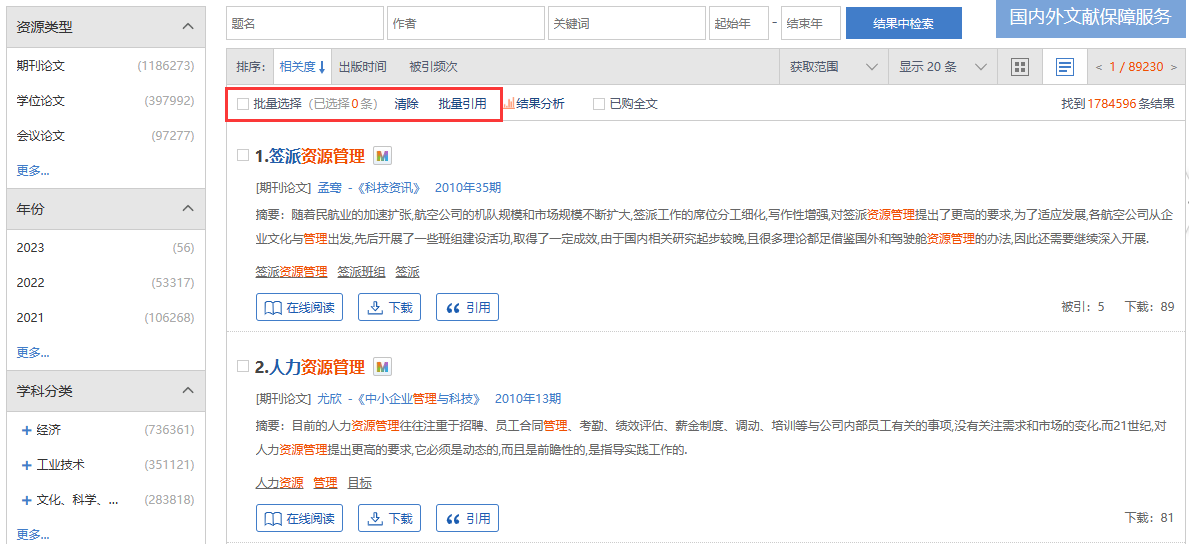 资源类型
期刊论文 (1186273)
学位论文 (397992)
会议论文 (97277)
更多...
年份
2023 (56)
2022 (53317)
2021 (106268)
更多...
学科分类
+ 经济 (736361)
+ 工业技术 (351121)
+ 文化、科学、... (283818)
更多...
题名 作者 关键词 起始年 - 结束年 结果中检索
国内外文献保障服务
排序: 相关度↓ 出版时间 被引频次 获取范围 显示 20 条 < 1 / 89230 >
批量选择 (已选择0条) 清除 批量引用 结果分析 已购全文 找到1784596条结果
1.签派资源管理 M
[期刊论文] 孟骞 -《科技资讯》 2010年35期
摘要：随着民航业的加速扩张,航空公司的机队规模和市场规模不断扩大,签派工作的席位分工细化,写作性增强,对签派资源管理提出了更高的要求,为了适应发展,各航空公司从企
业文化与管理出发,先后开展了一些班组建设活功,取得了一定成效,由于国内相关研究起步较晚,且很多理论都足借鉴国外和驾驶舱资源管理的办法,因此还需要继续深入开展.
签派资源管理 签派班组 签派
在线阅读 下载 引用 被引：5 下载：89
2.人力资源管理 M
[期刊论文] 尤欣 -《中小企业管理与科技》 2010年13期
摘要：目前的人力资源管理往往注重于招聘、员工合同管理、考勤、绩效评估、薪金制度、调动、培训等与公司内部员工有关的事项,没有关注需求和市场的变化.而21世纪,对
人力资源管理提出更高的要求,它必须是动态的,而且是前瞻性的,是指导实践工作的.
人力资源 管理 目标
在线阅读 下载 引用 下载：81